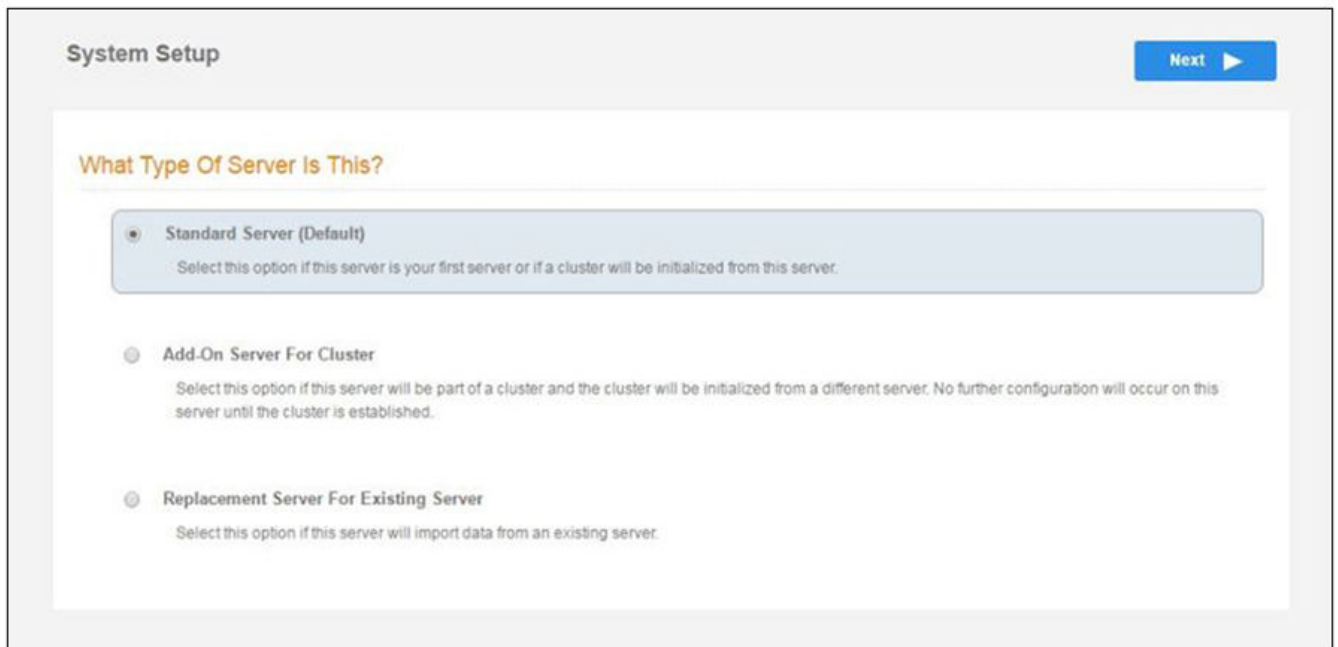 System Setup
Next
What Type Of Server Is This?
Standard Server (Default)
Select this option if this server is your first server or if a cluster will be initialized from this server.
Add-On Server For Cluster
Select this option if this server will be part of a cluster and the cluster will be initialized from a different server. No further configuration will occur on this
server until the cluster is established.
Replacement Server For Existing Server
Select this option if this server will import data from an existing server.